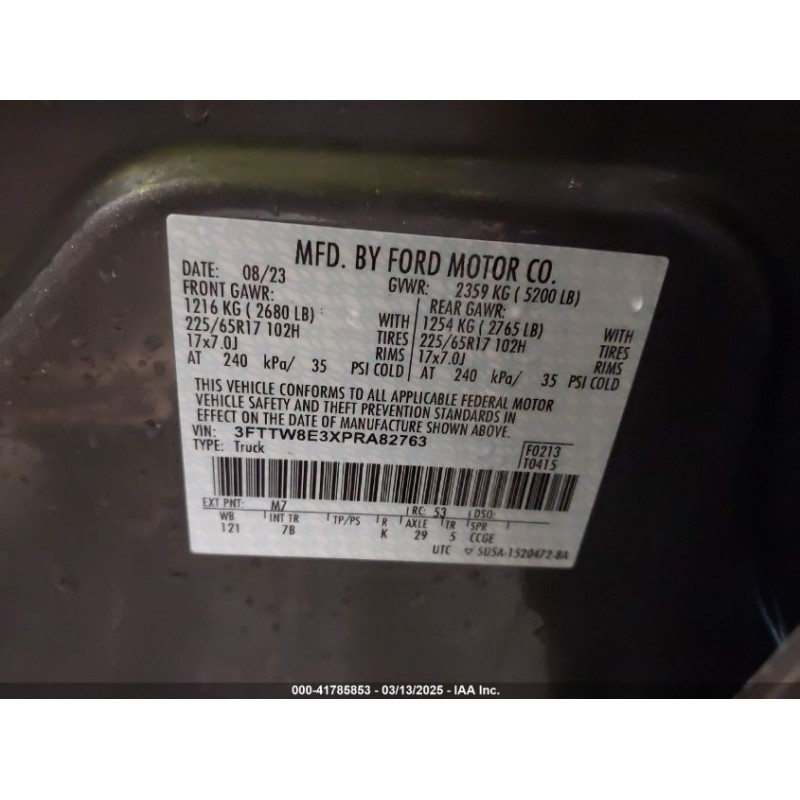 MFD. BY FORD MOTOR CO.
DATE: 08/23 GVWR: 2359 KG ( 5200 LB)
FRONT GAWR: REAR GAWR:
1216 KG ( 2680 LB) WITH 1254 KG ( 2765 LB) WITH
225/65R17 102H TIRES 225/65R17 102H TIRES
17x7.0J RIMS 17x7.0J RIMS
AT 240 kPa/ 35 PSI COLD AT 240 kPa/ 35 PSI COLD
THIS VEHICLE CONFORMS TO ALL APPLICABLE FEDERAL MOTOR
VEHICLE SAFETY AND THEFT PREVENTION STANDARDS IN
EFFECT ON THE DATE OF MANUFACTURE SHOWN ABOVE.
VIN: 3FTTW8E3XPRA82763 F0213
TYPE: Truck T0415
EXT PNT: M7 RC: 53 DSO:
WB INT TR TP/PS R AXLE TR SPR
121 7B K 29 5 CCGE
UTC ▽ 5U5A-1520472-BA
000-41785853 - 03/13/2025 - IAA Inc.